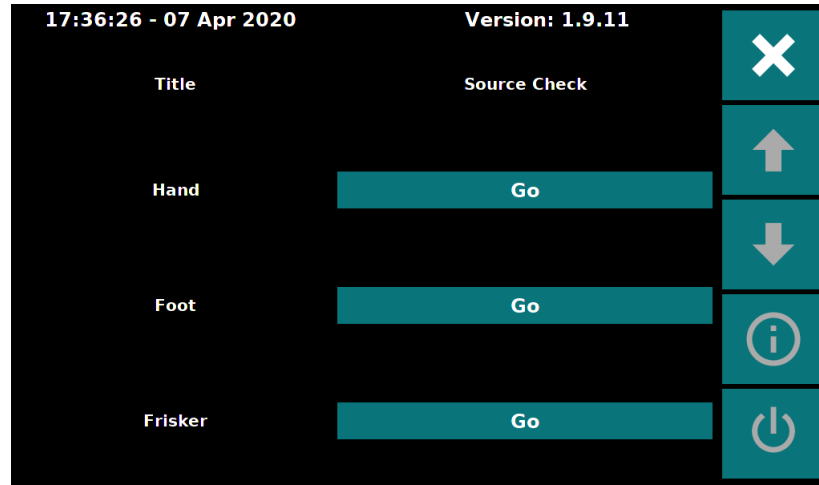 17:36:26 - 07 Apr 2020 Version: 1.9.11
Title Source Check
Hand Go
Foot Go
Frisker Go